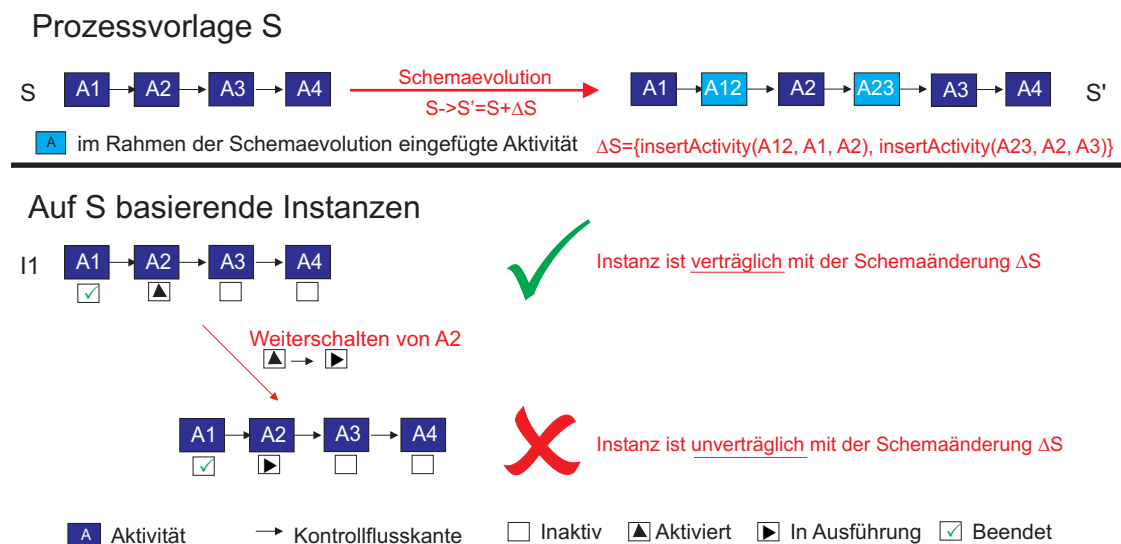 Prozessvorlage S
S A1 A2 A3 A4 Schemaevolution A1 A12 A2 A23 A3 A4 S'
S->S'=S+ΔS
A im Rahmen der Schemaevolution eingefügte Aktivität ΔS={insertActivity(A12, A1, A2), insertActivity(A23, A2, A3)}
Auf S basierende Instanzen
I1 A1 A2 A3 A4 Instanz ist verträglich mit der Schemaänderung ΔS
Weiterschalten von A2
A1 A2 A3 A4 Instanz ist unverträglich mit der Schemaänderung ΔS
A Aktivität Kontrollflusskante Inaktiv Aktiviert In Ausführung Beendet